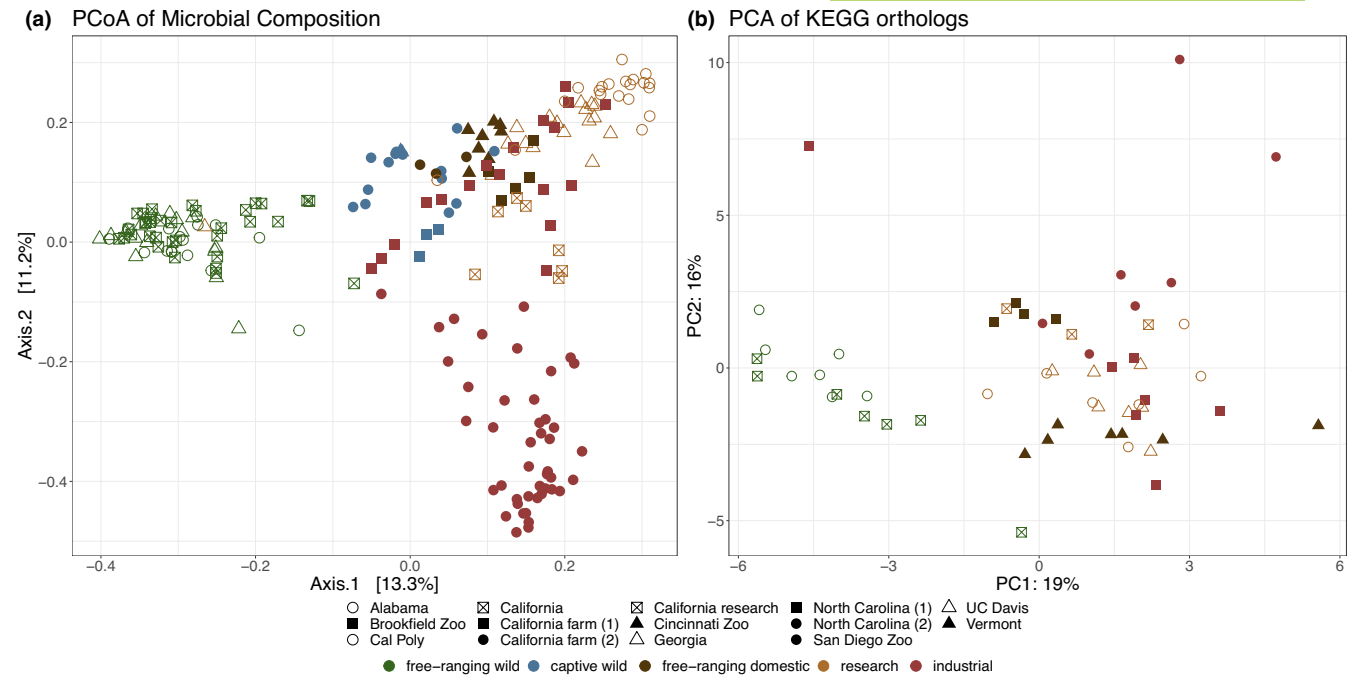 (a) PCoA of Microbial Composition
(b) PCA of KEGG orthologs
0.2
0.0
−0.2
−0.4
Axis.2 [11.2%]
−0.4
−0.2
0.0
0.2
Axis.1 [13.3%]
10
5
0
−5
PC2: 16%
−6
−3
0
3
6
PC1: 19%
Alabama
California
California research
North Carolina (1)
UC Davis
Brookfield Zoo
California farm (1)
Cincinnati Zoo
North Carolina (2)
Vermont
Cal Poly
California farm (2)
Georgia
San Diego Zoo
free−ranging wild
captive wild
free−ranging domestic
research
industrial